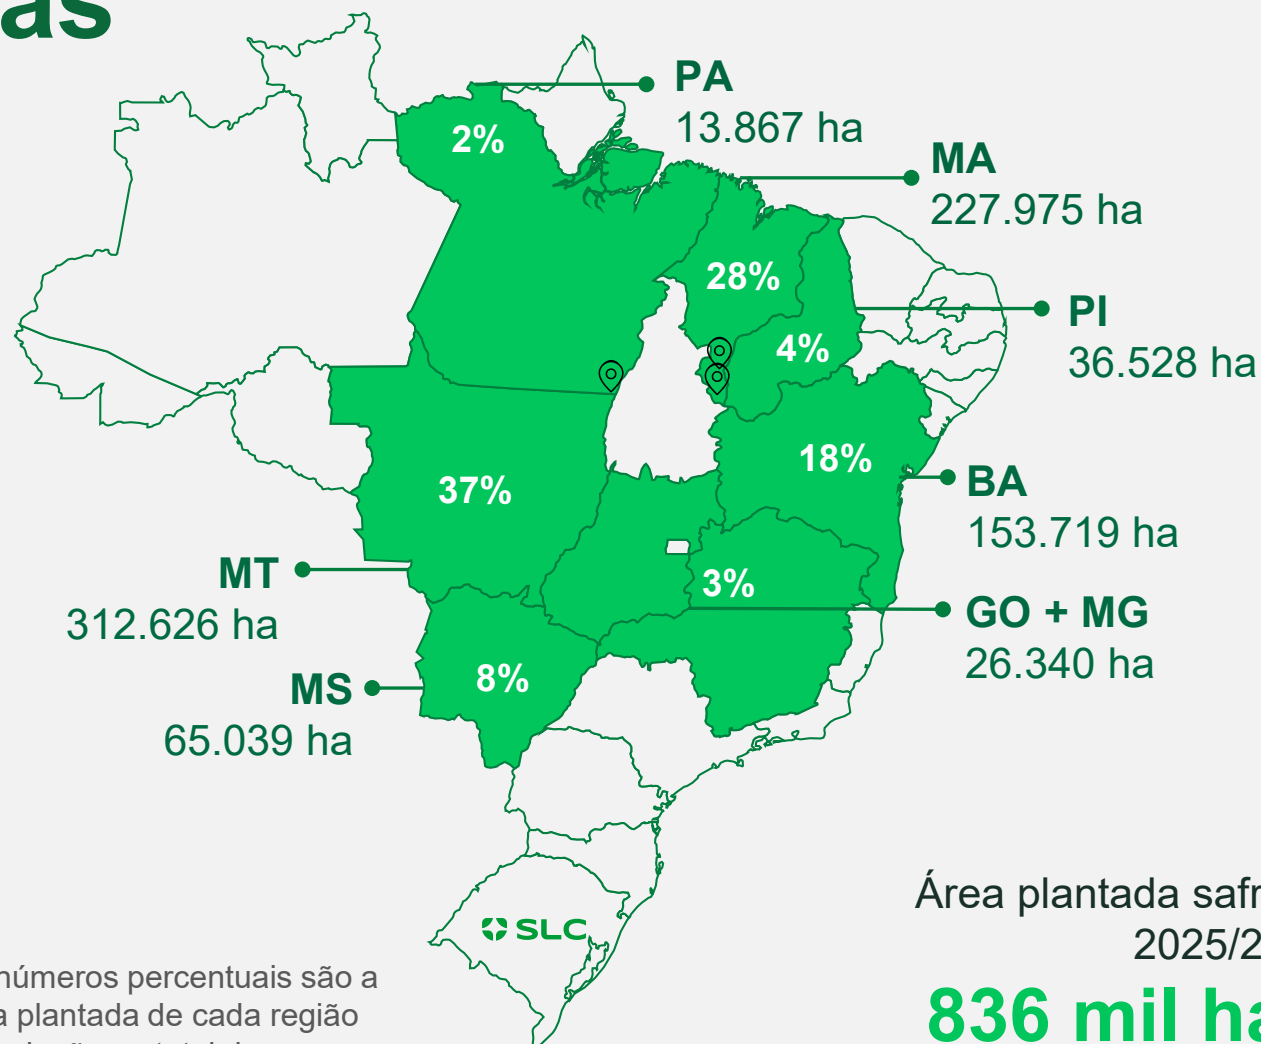 as
PA
13.867 ha
2%
MA
227.975 ha
28%
PI
36.528 ha
4%
18%
BA
153.719 ha
37%
MT
312.626 ha
3%
GO + MG
26.340 ha
MS
65.039 ha
8%
SLC
Área plantada safr
2025/2
836 mil ha
números percentuais são a
a plantada de cada região